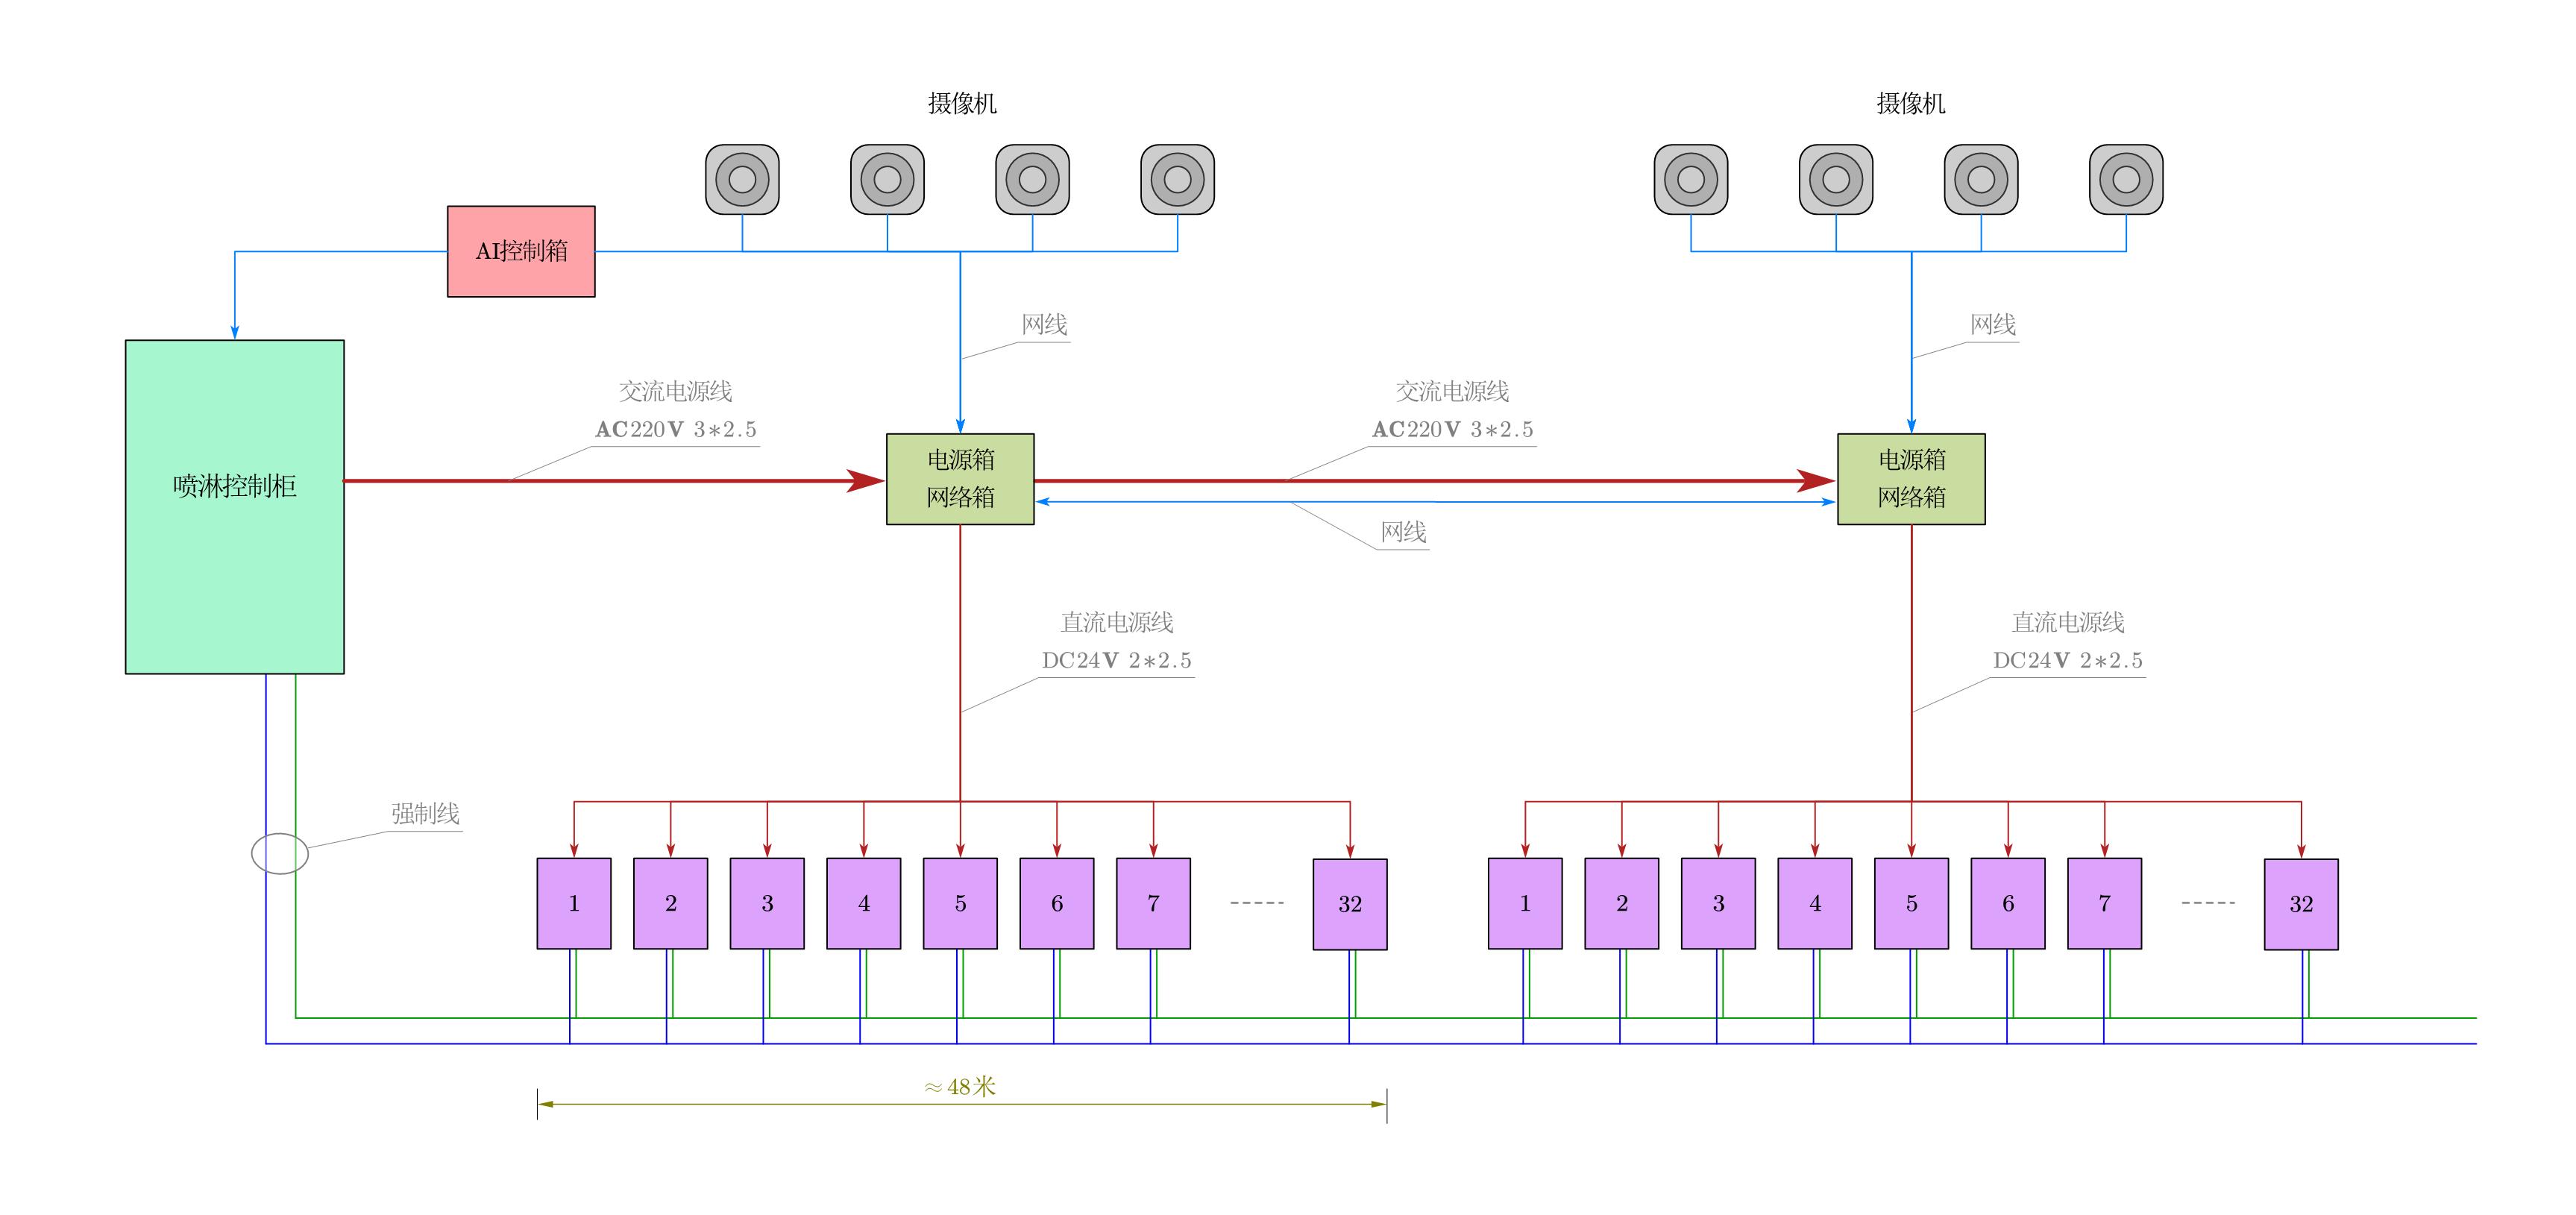 摄像机
摄像机
AI控制箱
网线
网线
交流电源线
AC220V 3*2.5
交流电源线
AC220V 3*2.5
喷淋控制柜
电源箱
网络箱
电源箱
网络箱
网线
直流电源线
DC24V 2*2.5
直流电源线
DC24V 2*2.5
强制线
1 2 3 4 5 6 7 ----- 32 1 2 3 4 5 6 7 ----- 32
≈48米